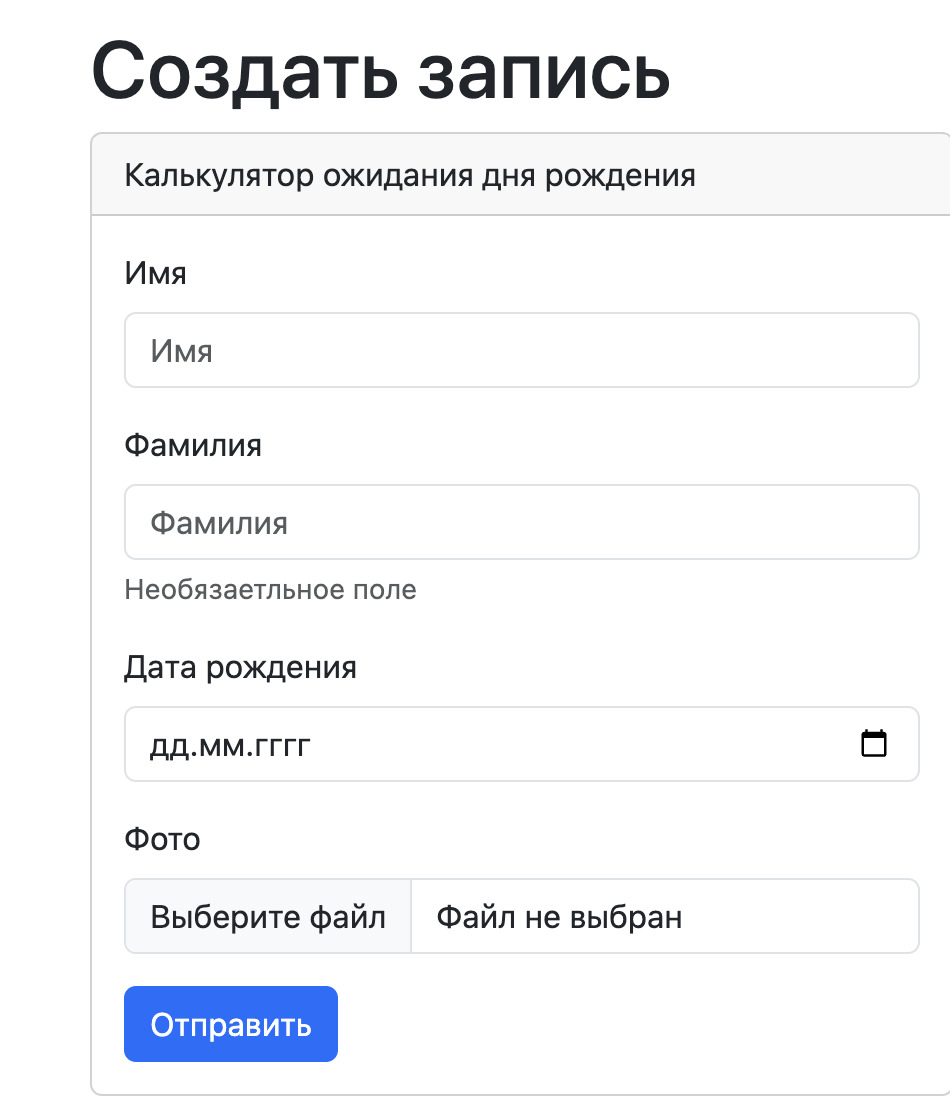 Создать запись
Калькулятор ожидания дня рождения
Имя
Имя
Фамилия
Фамилия
Необязаетльное поле
Дата рождения
дд.мм.гггг
Фото
Выберите файл Файл не выбран
Отправить